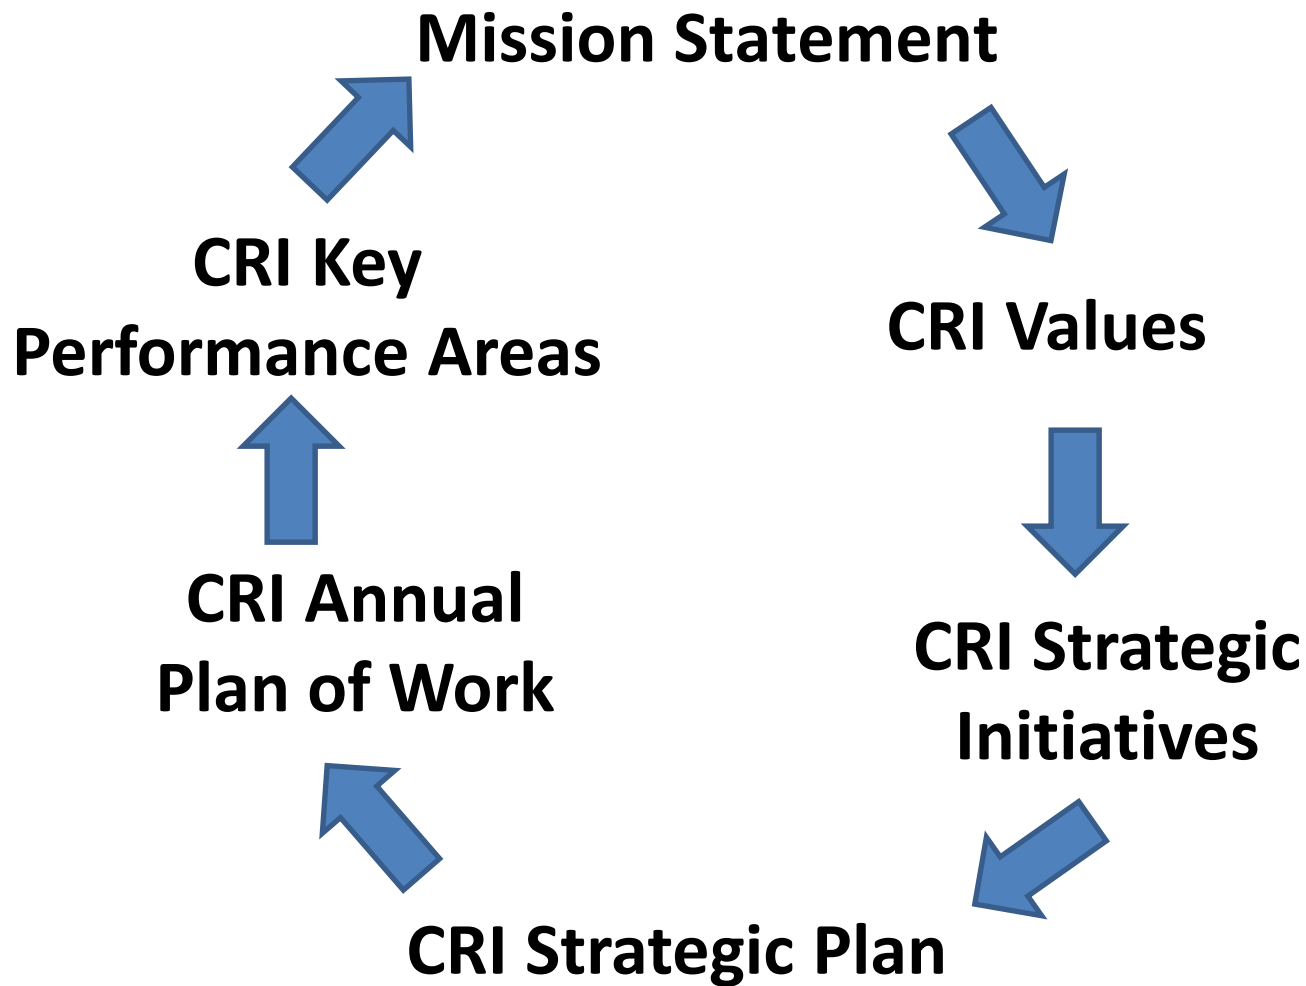 Mission Statement
CRI Values
CRI Strategic
Initiatives
CRI Strategic Plan
CRI Annual
Plan of Work
CRI Key
Performance Areas